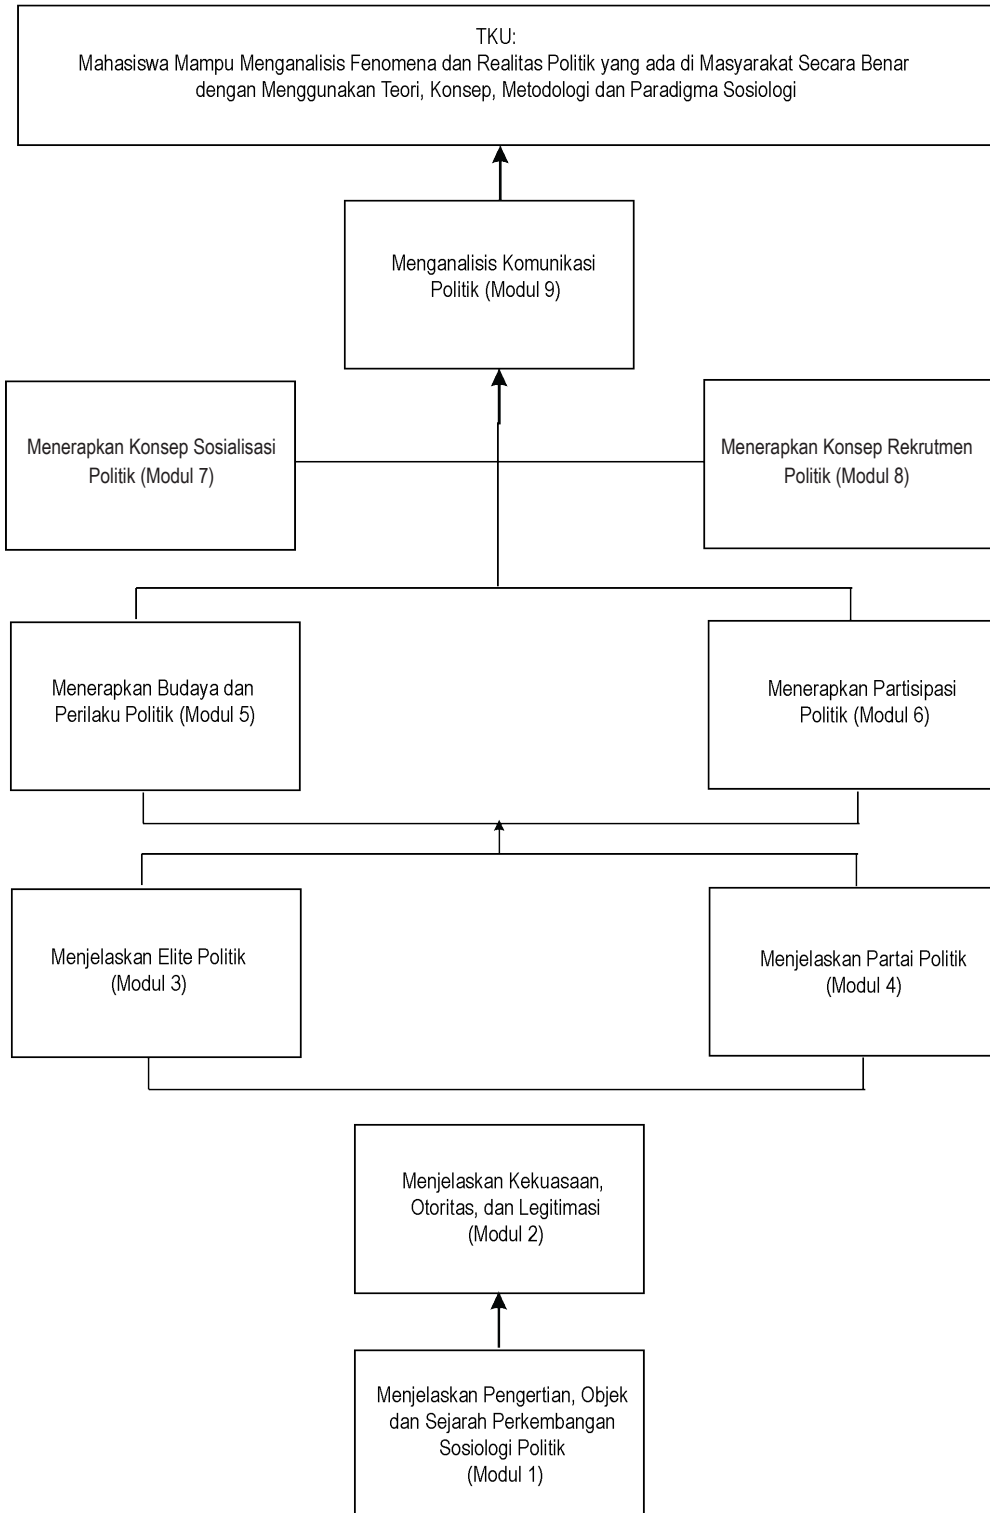 TKU:
Mahasiswa Mampu Menganalisis Fenomena dan Realitas Politik yang ada di Masyarakat Secara Benar
dengan Menggunakan Teori, Konsep, Metodologi dan Paradigma Sosiologi
Menganalisis Komunikasi
Politik (Modul 9)
Menerapkan Konsep Sosialisasi
Politik (Modul 7)
Menerapkan Konsep Rekrutmen
Politik (Modul 8)
Menerapkan Budaya dan
Perilaku Politik (Modul 5)
Menerapkan Partisipasi
Politik (Modul 6)
Menjelaskan Elite Politik
(Modul 3)
Menjelaskan Partai Politik
(Modul 4)
Menjelaskan Kekuasaan,
Otoritas, dan Legitimasi
(Modul 2)
Menjelaskan Pengertian, Objek
dan Sejarah Perkembangan
Sosiologi Politik
(Modul 1)